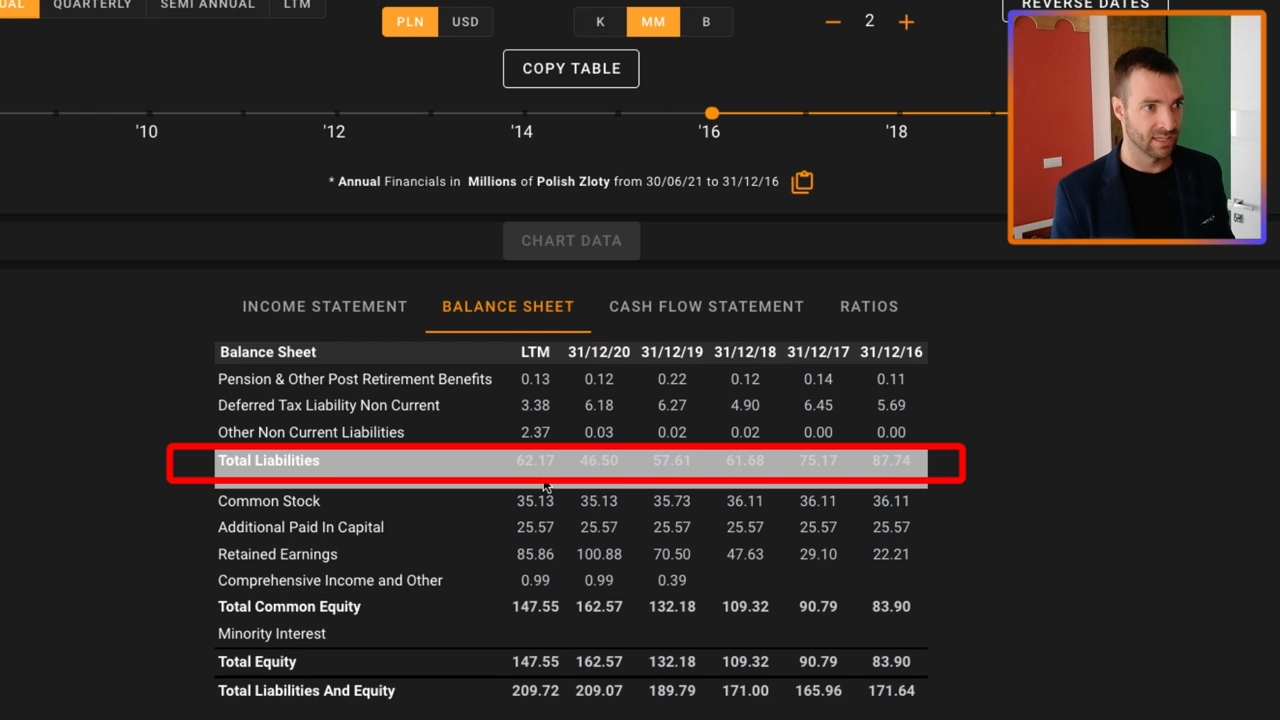 QUARTERLY SEMI ANNUAL LTM
PLN USD K MM B 2
REVERSE DATES
COPY TABLE
'10 '12 '14 '16 '18
* Annual Financials in Millions of Polish Zloty from 30/06/21 to 31/12/16
CHART DATA
INCOME STATEMENT BALANCE SHEET CASH FLOW STATEMENT RATIOS
Balance Sheet LTM 31/12/20 31/12/19 31/12/18 31/12/17 31/12/16
Pension & Other Post Retirement Benefits 0.13 0.12 0.22 0.12 0.14 0.11
Deferred Tax Liability Non Current 3.38 6.18 6.27 4.90 6.45 5.69
Other Non Current Liabilities 2.37 0.03 0.02 0.02 0.00 0.00
Total Liabilities 62.17 46.50 57.61 61.68 75.17 87.74
Common Stock 35.13 35.13 35.73 36.11 36.11 36.11
Additional Paid In Capital 25.57 25.57 25.57 25.57 25.57 25.57
Retained Earnings 85.86 100.88 70.50 47.63 29.10 22.21
Comprehensive Income and Other 0.99 0.99 0.39
Total Common Equity 147.55 162.57 132.18 109.32 90.79 83.90
Minority Interest
Total Equity 147.55 162.57 132.18 109.32 90.79 83.90
Total Liabilities And Equity 209.72 209.07 189.79 171.00 165.96 171.64